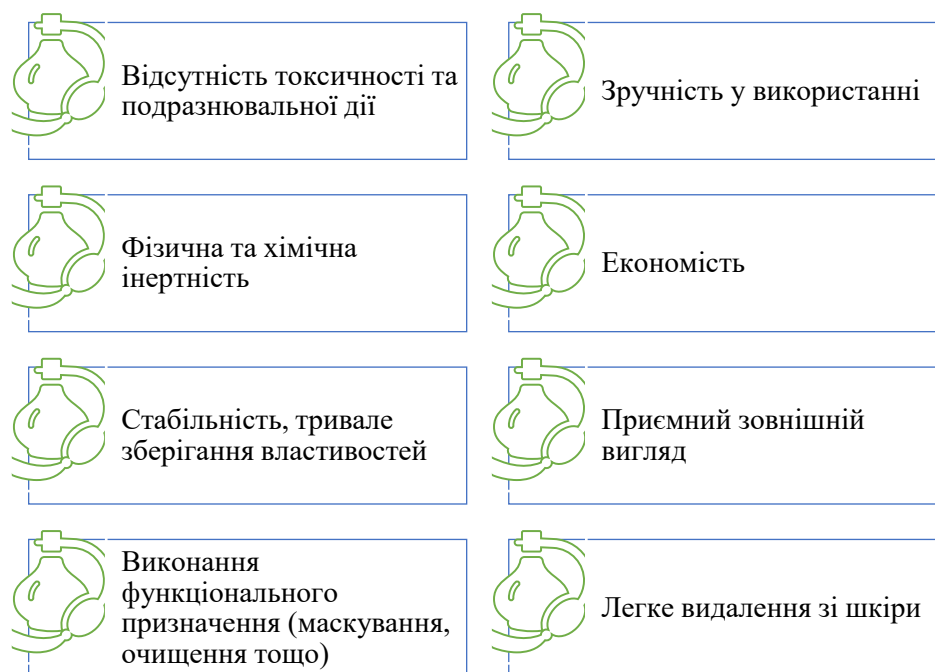 Відсутність токсичності та
подразнювальної дії
Зручність у використанні
Фізична та хімічна
інертність
Економість
Стабільність, тривале
зберігання властивостей
Приємний зовнішній
вигляд
Виконання
функціонального
призначення (маскування,
очищення тощо)
Легке видалення зі шкіри